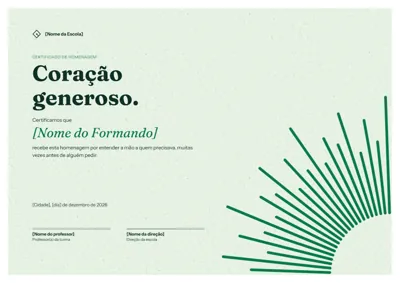 [Nome da Escola]
CERTIFICADO DE HOMENAGEM
Coração
generoso.
Certificamos que
[Nome do Formando]
recebe esta homenagem por estender a mão a quem precisava, muitas
vezes antes de alguém pedir.
[Cidade], [dia] de dezembro de 2026
[Nome do professor]
Professor(a) da turma
[Nome da direção]
Direção da escola